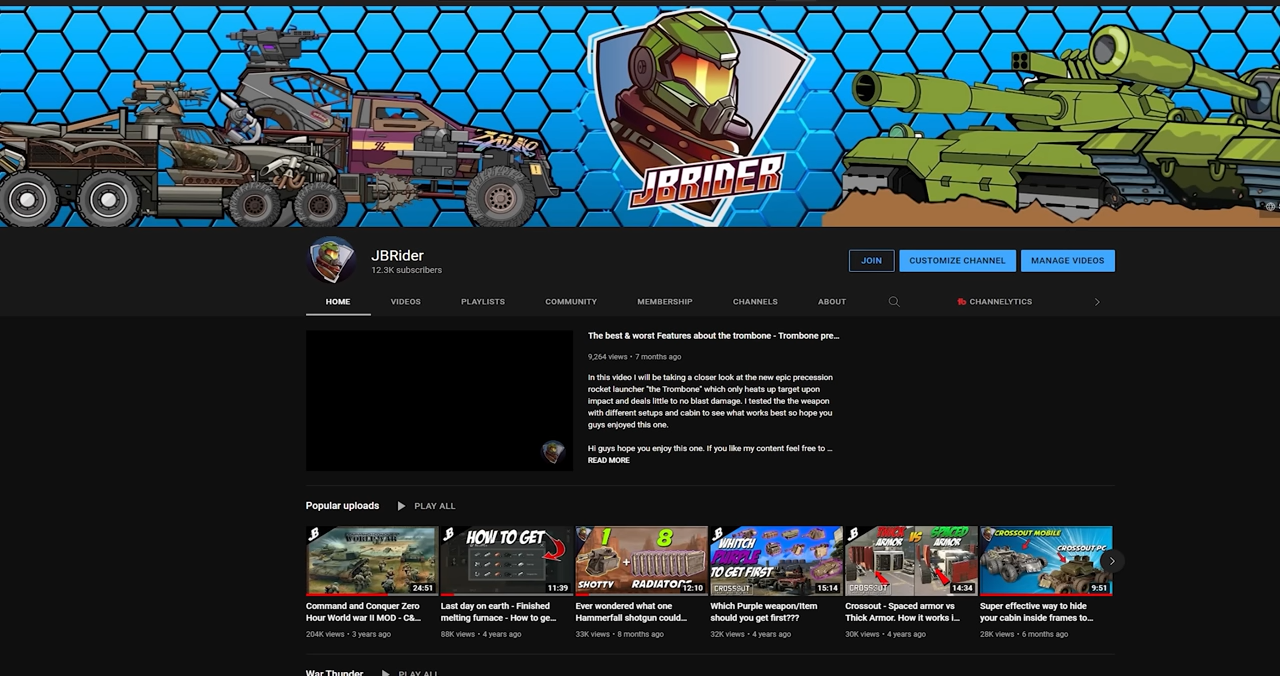 JBRIDER
JBRider
12.3K subscribers
JOIN
CUSTOMIZE CHANNEL
MANAGE VIDEOS
HOME
VIDEOS
PLAYLISTS
COMMUNITY
MEMBERSHIP
CHANNELS
ABOUT
CHANNELYTICS
The best & worst Features about the trombone - Trombone pre...
9,264 views • 7 months ago
In this video I will be taking a closer look at the new epic precession
rocket launcher "the Trombone" which only heats up target upon
impact and deals little to no blast damage. I tested the the weapon
with different setups and cabin to see what works best so hope you
guys enjoyed this one.
Hi guys hope you enjoy this one. If you like my content feel free to ...
READ MORE
Popular uploads
PLAY ALL
JB
WORLD WAR
24:51
JB
HOW TO GET
11:39
1
8
+
SHOTTY
RADIATORZ
12:10
JB
WHITCH
PURPLE
TO GET FIRST
CROSSOUT
15:14
JB
THICK
ARMOR
VS
SPACED
ARMOR
CROSSOUT
14:34
CROSSOUT MOBILE
CROSSOUT PC
9:51
Command and Conquer Zero
Hour World war II MOD - C&...
204K views • 3 years ago
Last day on earth - Finished
melting furnace - How to ge...
88K views • 4 years ago
Ever wondered what one
Hammerfall shotgun could...
33K views • 8 months ago
Which Purple weapon/Item
should you get first???
32K views • 4 years ago
Crossout - Spaced armor vs
Thick Armor. How it works i...
30K views • 4 years ago
Super effective way to hide
your cabin inside frames to...
28K views • 6 months ago
War Thunder
PLAY ALL